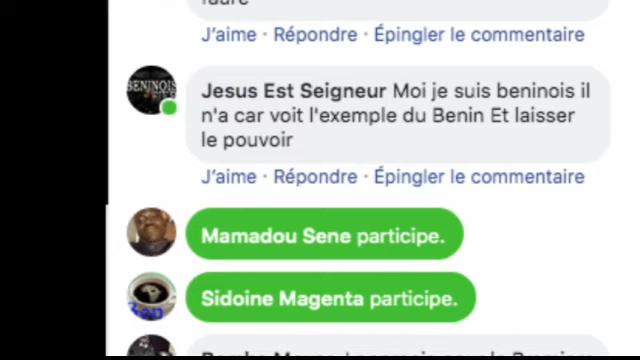 J'aime · Répondre · Épingler le commentaire
BENINOIS
Jesus Est Seigneur Moi je suis beninois il
n'a car voit l'exemple du Benin Et laisser
le pouvoir
J'aime · Répondre · Épingler le commentaire
Mamadou Sene participe.
Sidoine Magenta participe.